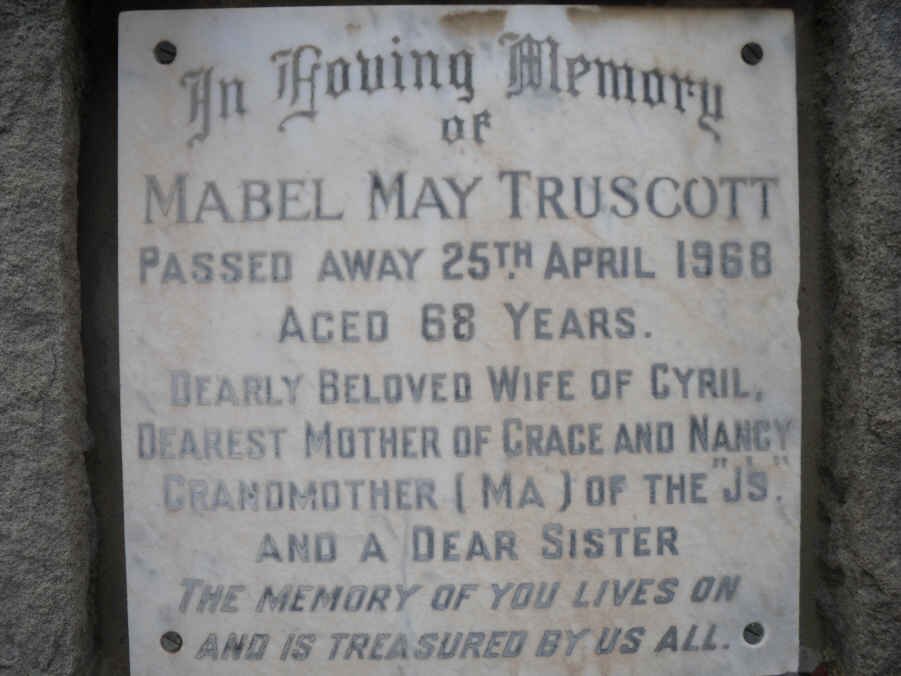 In Loving Memory
of
MABEL MAY TRUSCOTT
PASSED AWAY 25TH. APRIL 1968
AGED 68 YEARS.
DEARLY BELOVED WIFE OF CYRIL,
DEAREST MOTHER OF GRACE AND NANCY
GRANDMOTHER (MA) OF THE "J'S".
AND A DEAR SISTER
THE MEMORY OF YOU LIVES ON
AND IS TREASURED BY US ALL.